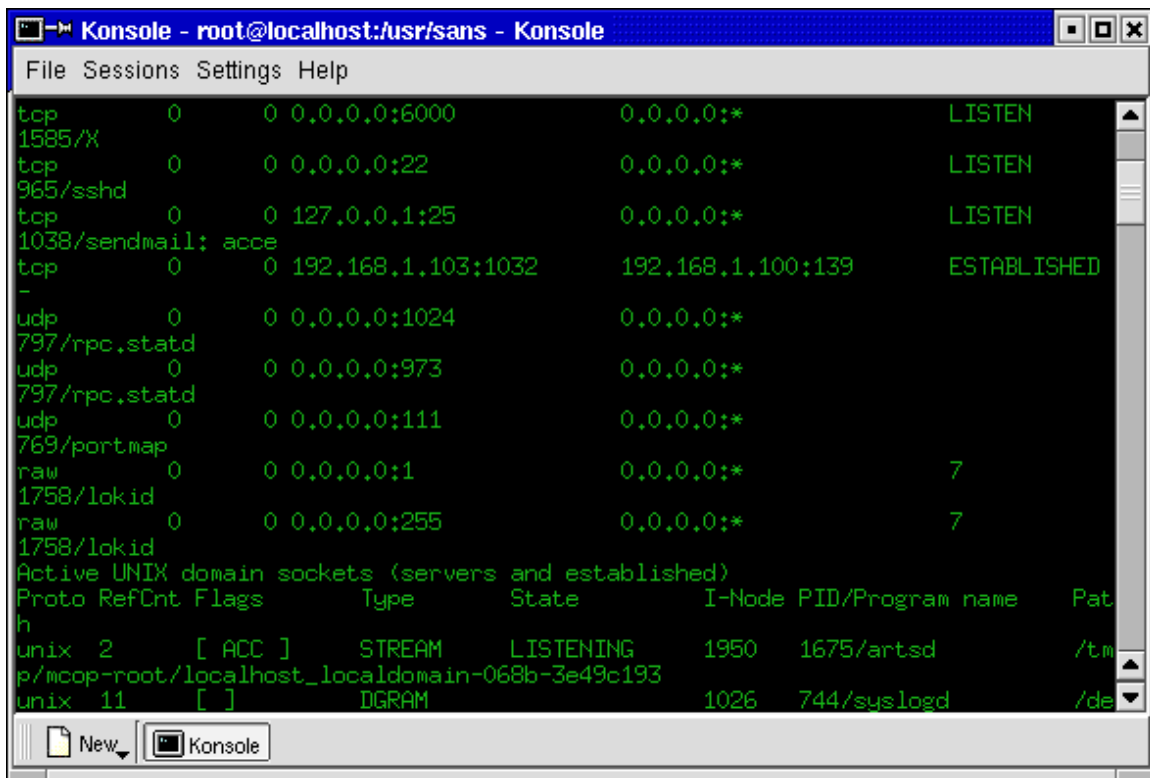 Konsole - root@localhost:/usr/sans - Konsole
File Sessions Settings Help
tcp 0 0 0.0.0.0:6000 0.0.0.0:* LISTEN
1585/X
tcp 0 0 0.0.0.0:22 0.0.0.0:* LISTEN
965/sshd
tcp 0 0 127.0.0.1:25 0.0.0.0:* LISTEN
1038/sendmail: acce
tcp 0 0 192.168.1.103:1032 192.168.1.100:139 ESTABLISHED
-
udp 0 0 0.0.0.0:1024 0.0.0.0:*
797/rpc.statd
udp 0 0 0.0.0.0:973 0.0.0.0:*
797/rpc.statd
udp 0 0 0.0.0.0:111 0.0.0.0:*
769/portmap
raw 0 0 0.0.0.0:1 0.0.0.0:* 7
1758/lokid
raw 0 0 0.0.0.0:255 0.0.0.0:* 7
1758/lokid
Active UNIX domain sockets (servers and established)
Proto RefCnt Flags Type State I-Node PID/Program name Pat
h
unix 2 [ ACC ] STREAM LISTENING 1950 1675/artsd /tm
p/mcop-root/localhost_localdomain-068b-3e49c193
unix 11 [ ] DGRAM 1026 744/syslogd /de
New Konsole